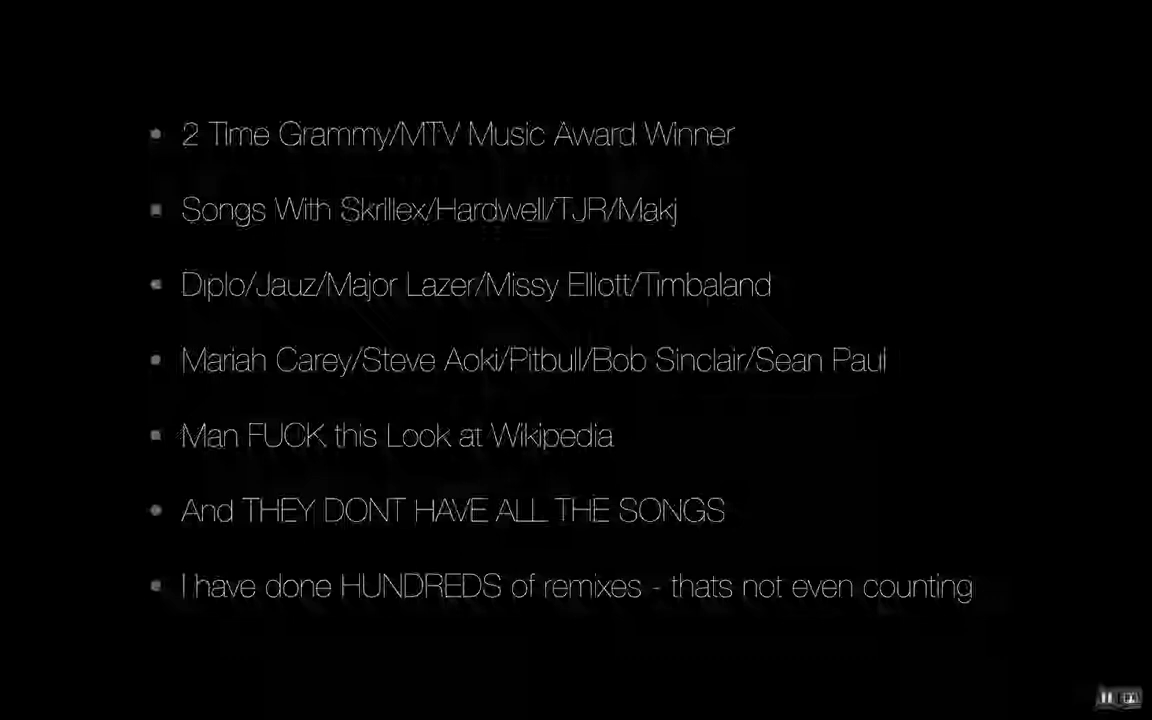 2 Time Grammy/MTV Music Award Winner
Songs With Skrillex/Hardwell/TJR/Makj
Diplo/Jauz/Major Lazer/Missy Elliott/Timbaland
Mariah Carey/Steve Aoki/Pitbull/Bob Sinclair/Sean Paul
Man FUCK this Look at Wikipedia
And THEY DONT HAVE ALL THE SONGS
I have done HUNDREDS of remixes - thats not even counting